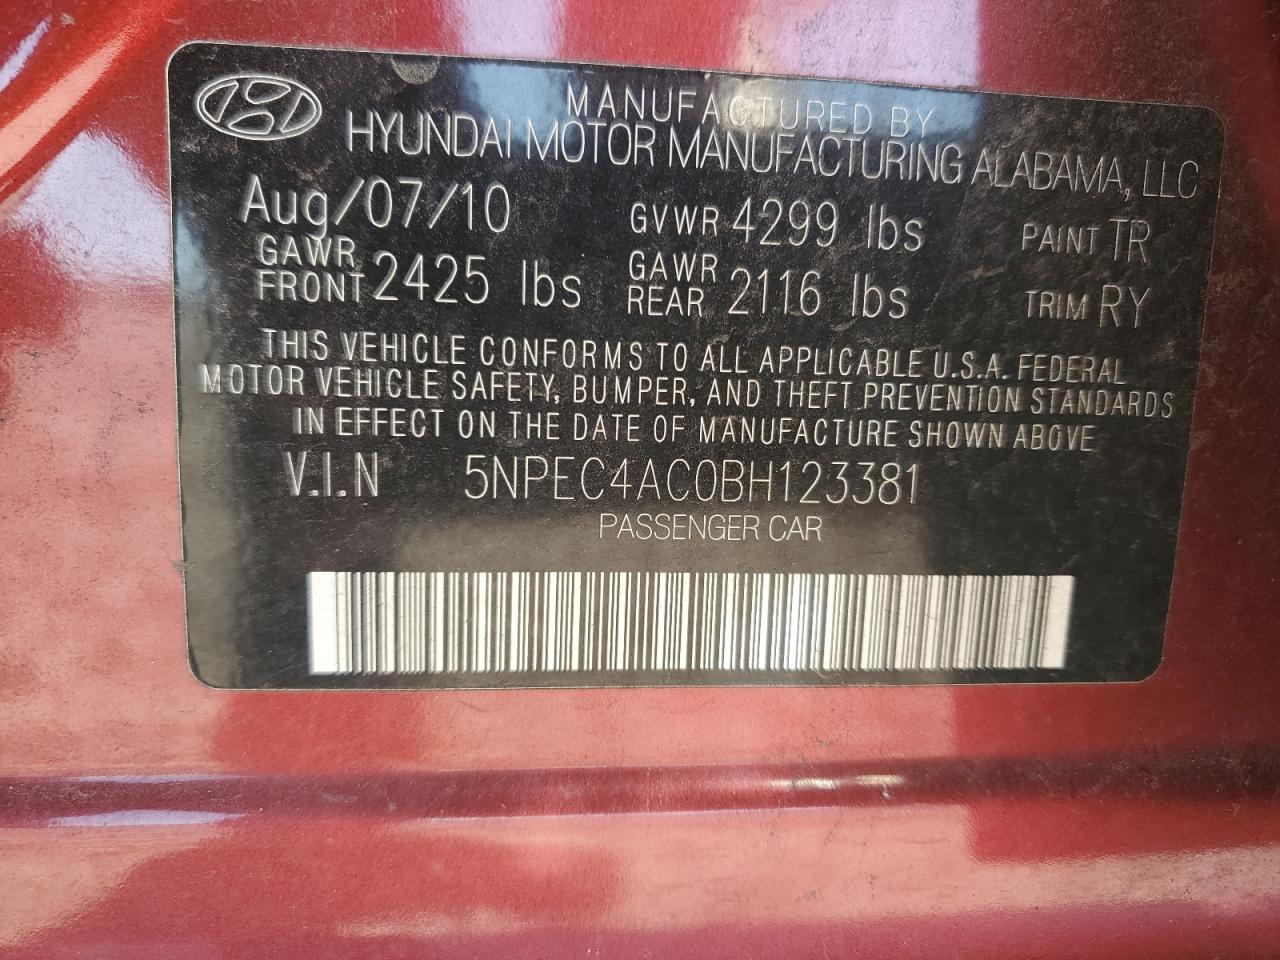 MANUFACTURED BY
HYUNDAI MOTOR MANUFACTURING ALABAMA, LLC
Aug/07/10 GVWR 4299 lbs PAINT TR
GAWR FRONT 2425 lbs GAWR REAR 2116 lbs TRIM RY
THIS VEHICLE CONFORMS TO ALL APPLICABLE U.S.A. FEDERAL
MOTOR VEHICLE SAFETY, BUMPER, AND THEFT PREVENTION STANDARDS
IN EFFECT ON THE DATE OF MANUFACTURE SHOWN ABOVE
V.I.N 5NPEC4AC0BH123381
PASSENGER CAR